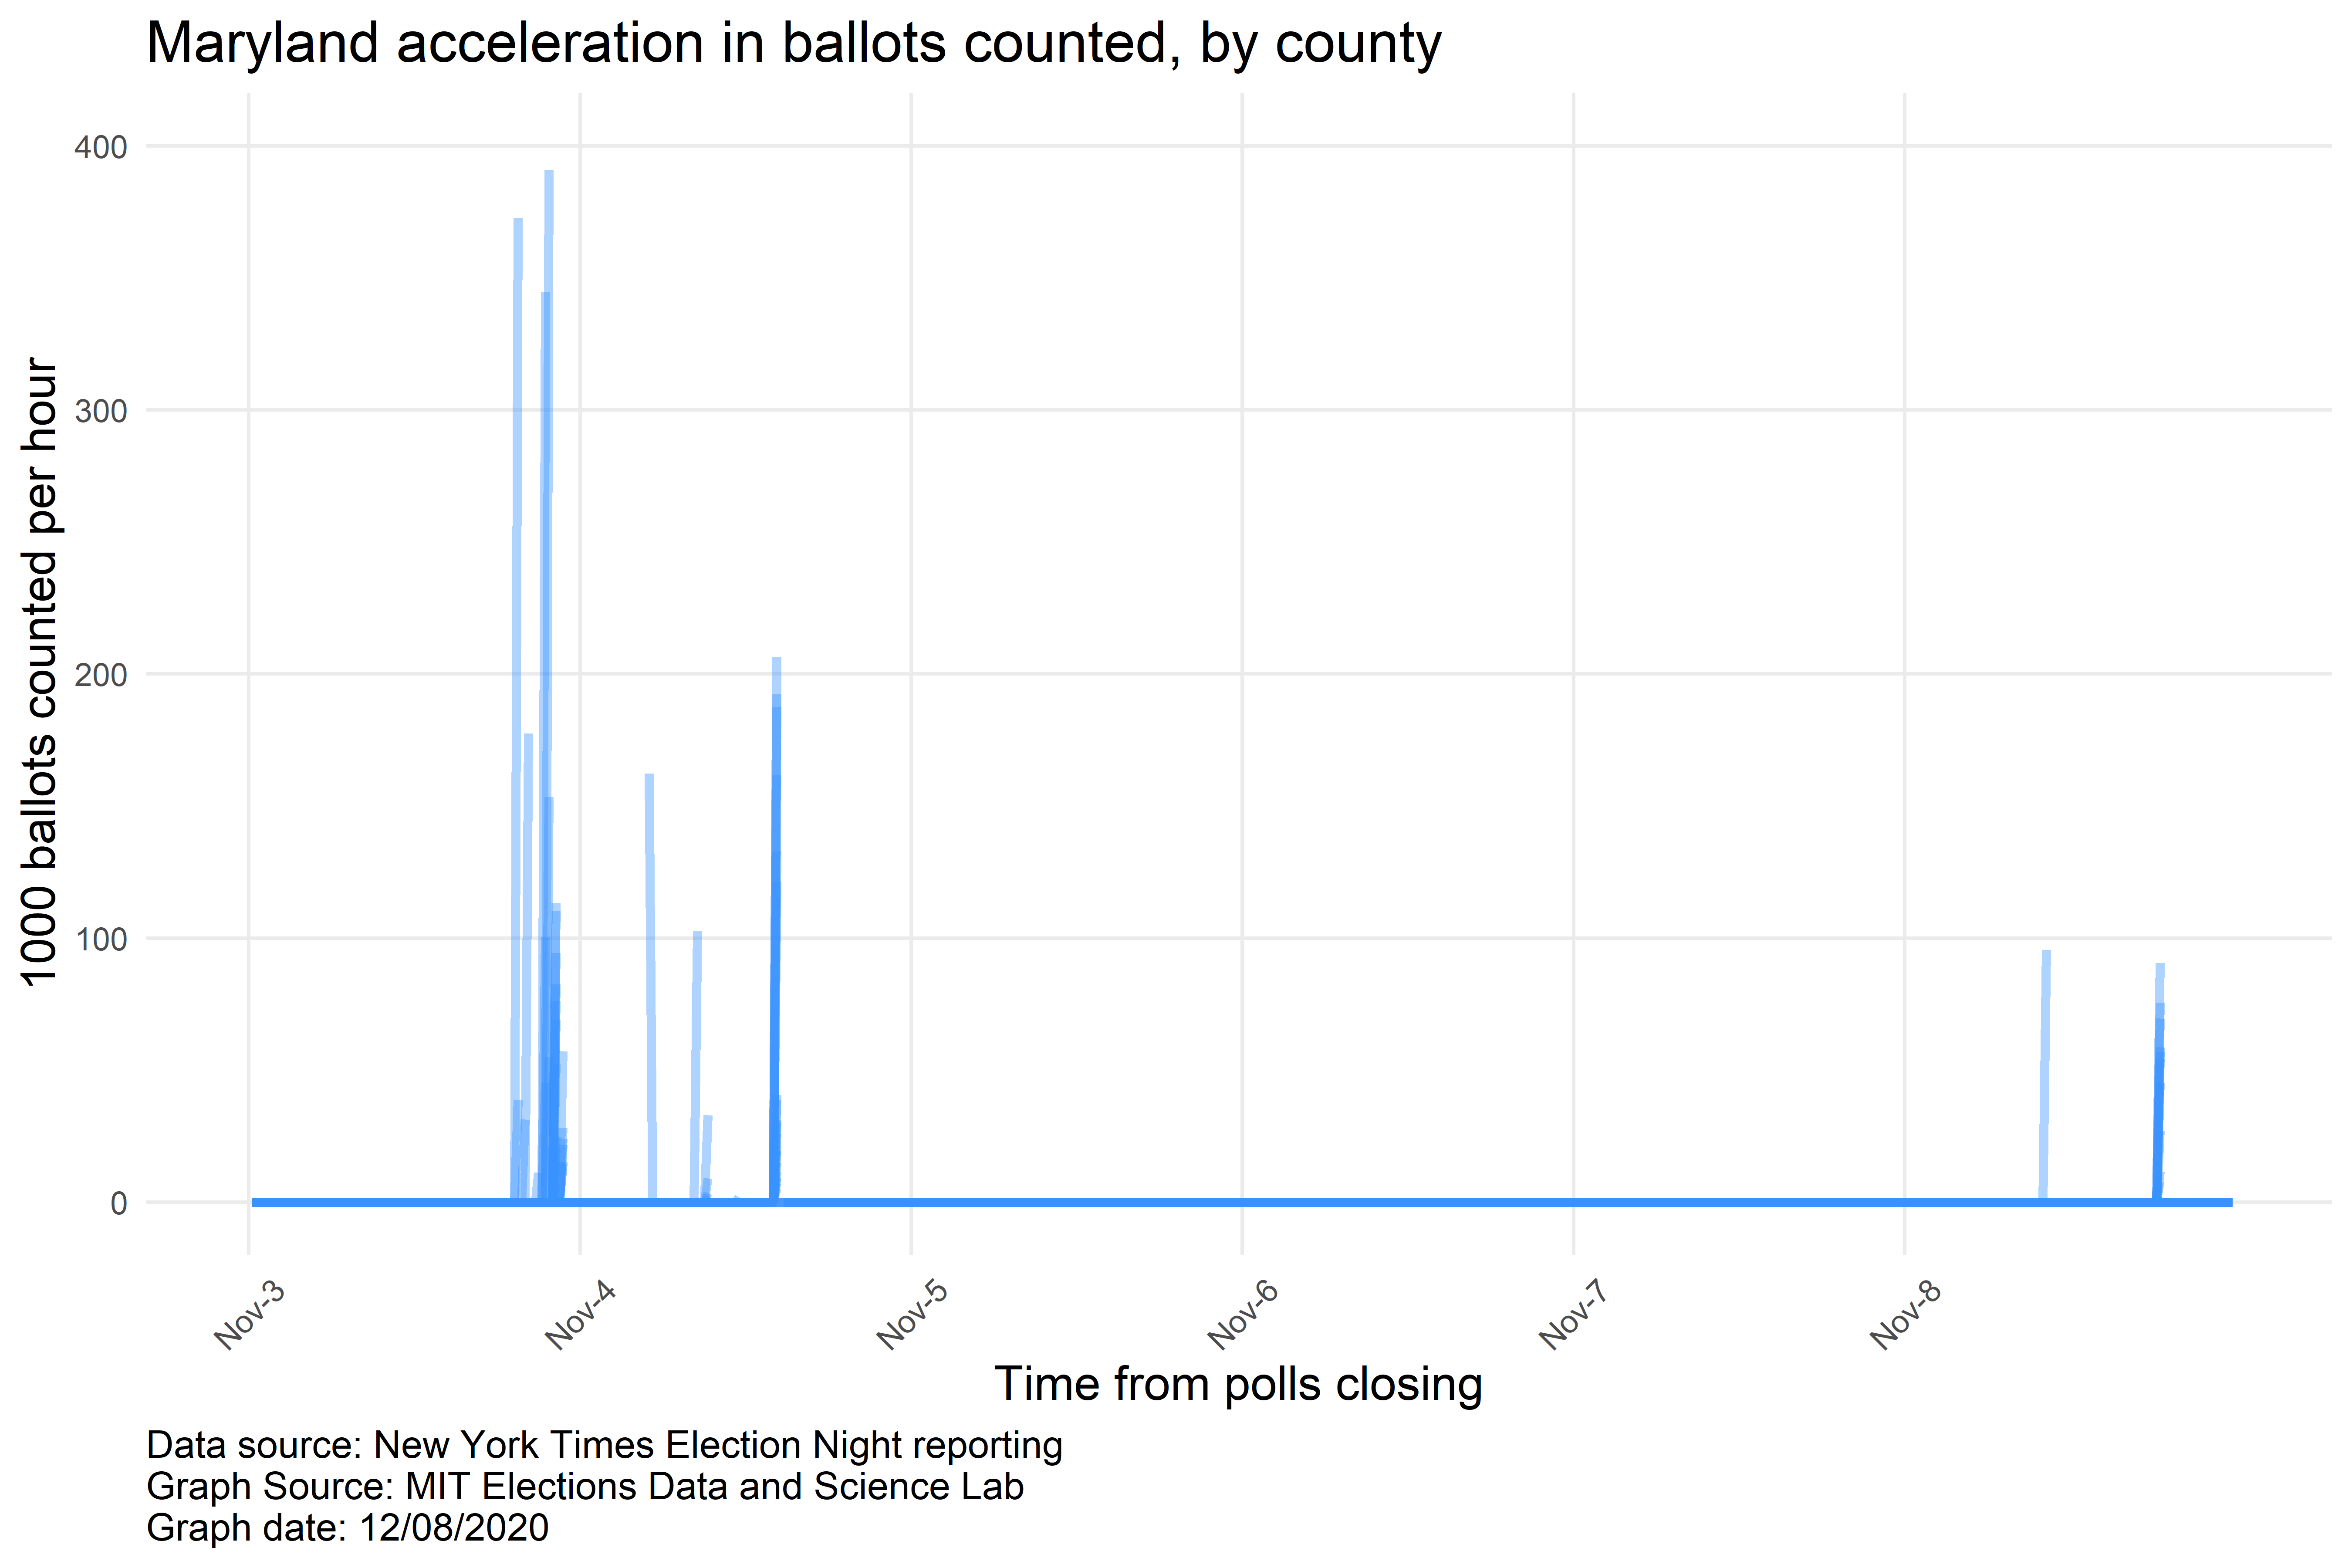 Maryland acceleration in ballots counted, by county
1000 ballots counted per hour
400
300
200
100
0
Nov-3
Nov-4
Nov-5
Nov-6
Nov-7
Nov-8
Time from polls closing
Data source: New York Times Election Night reporting
Graph Source: MIT Elections Data and Science Lab
Graph date: 12/08/2020